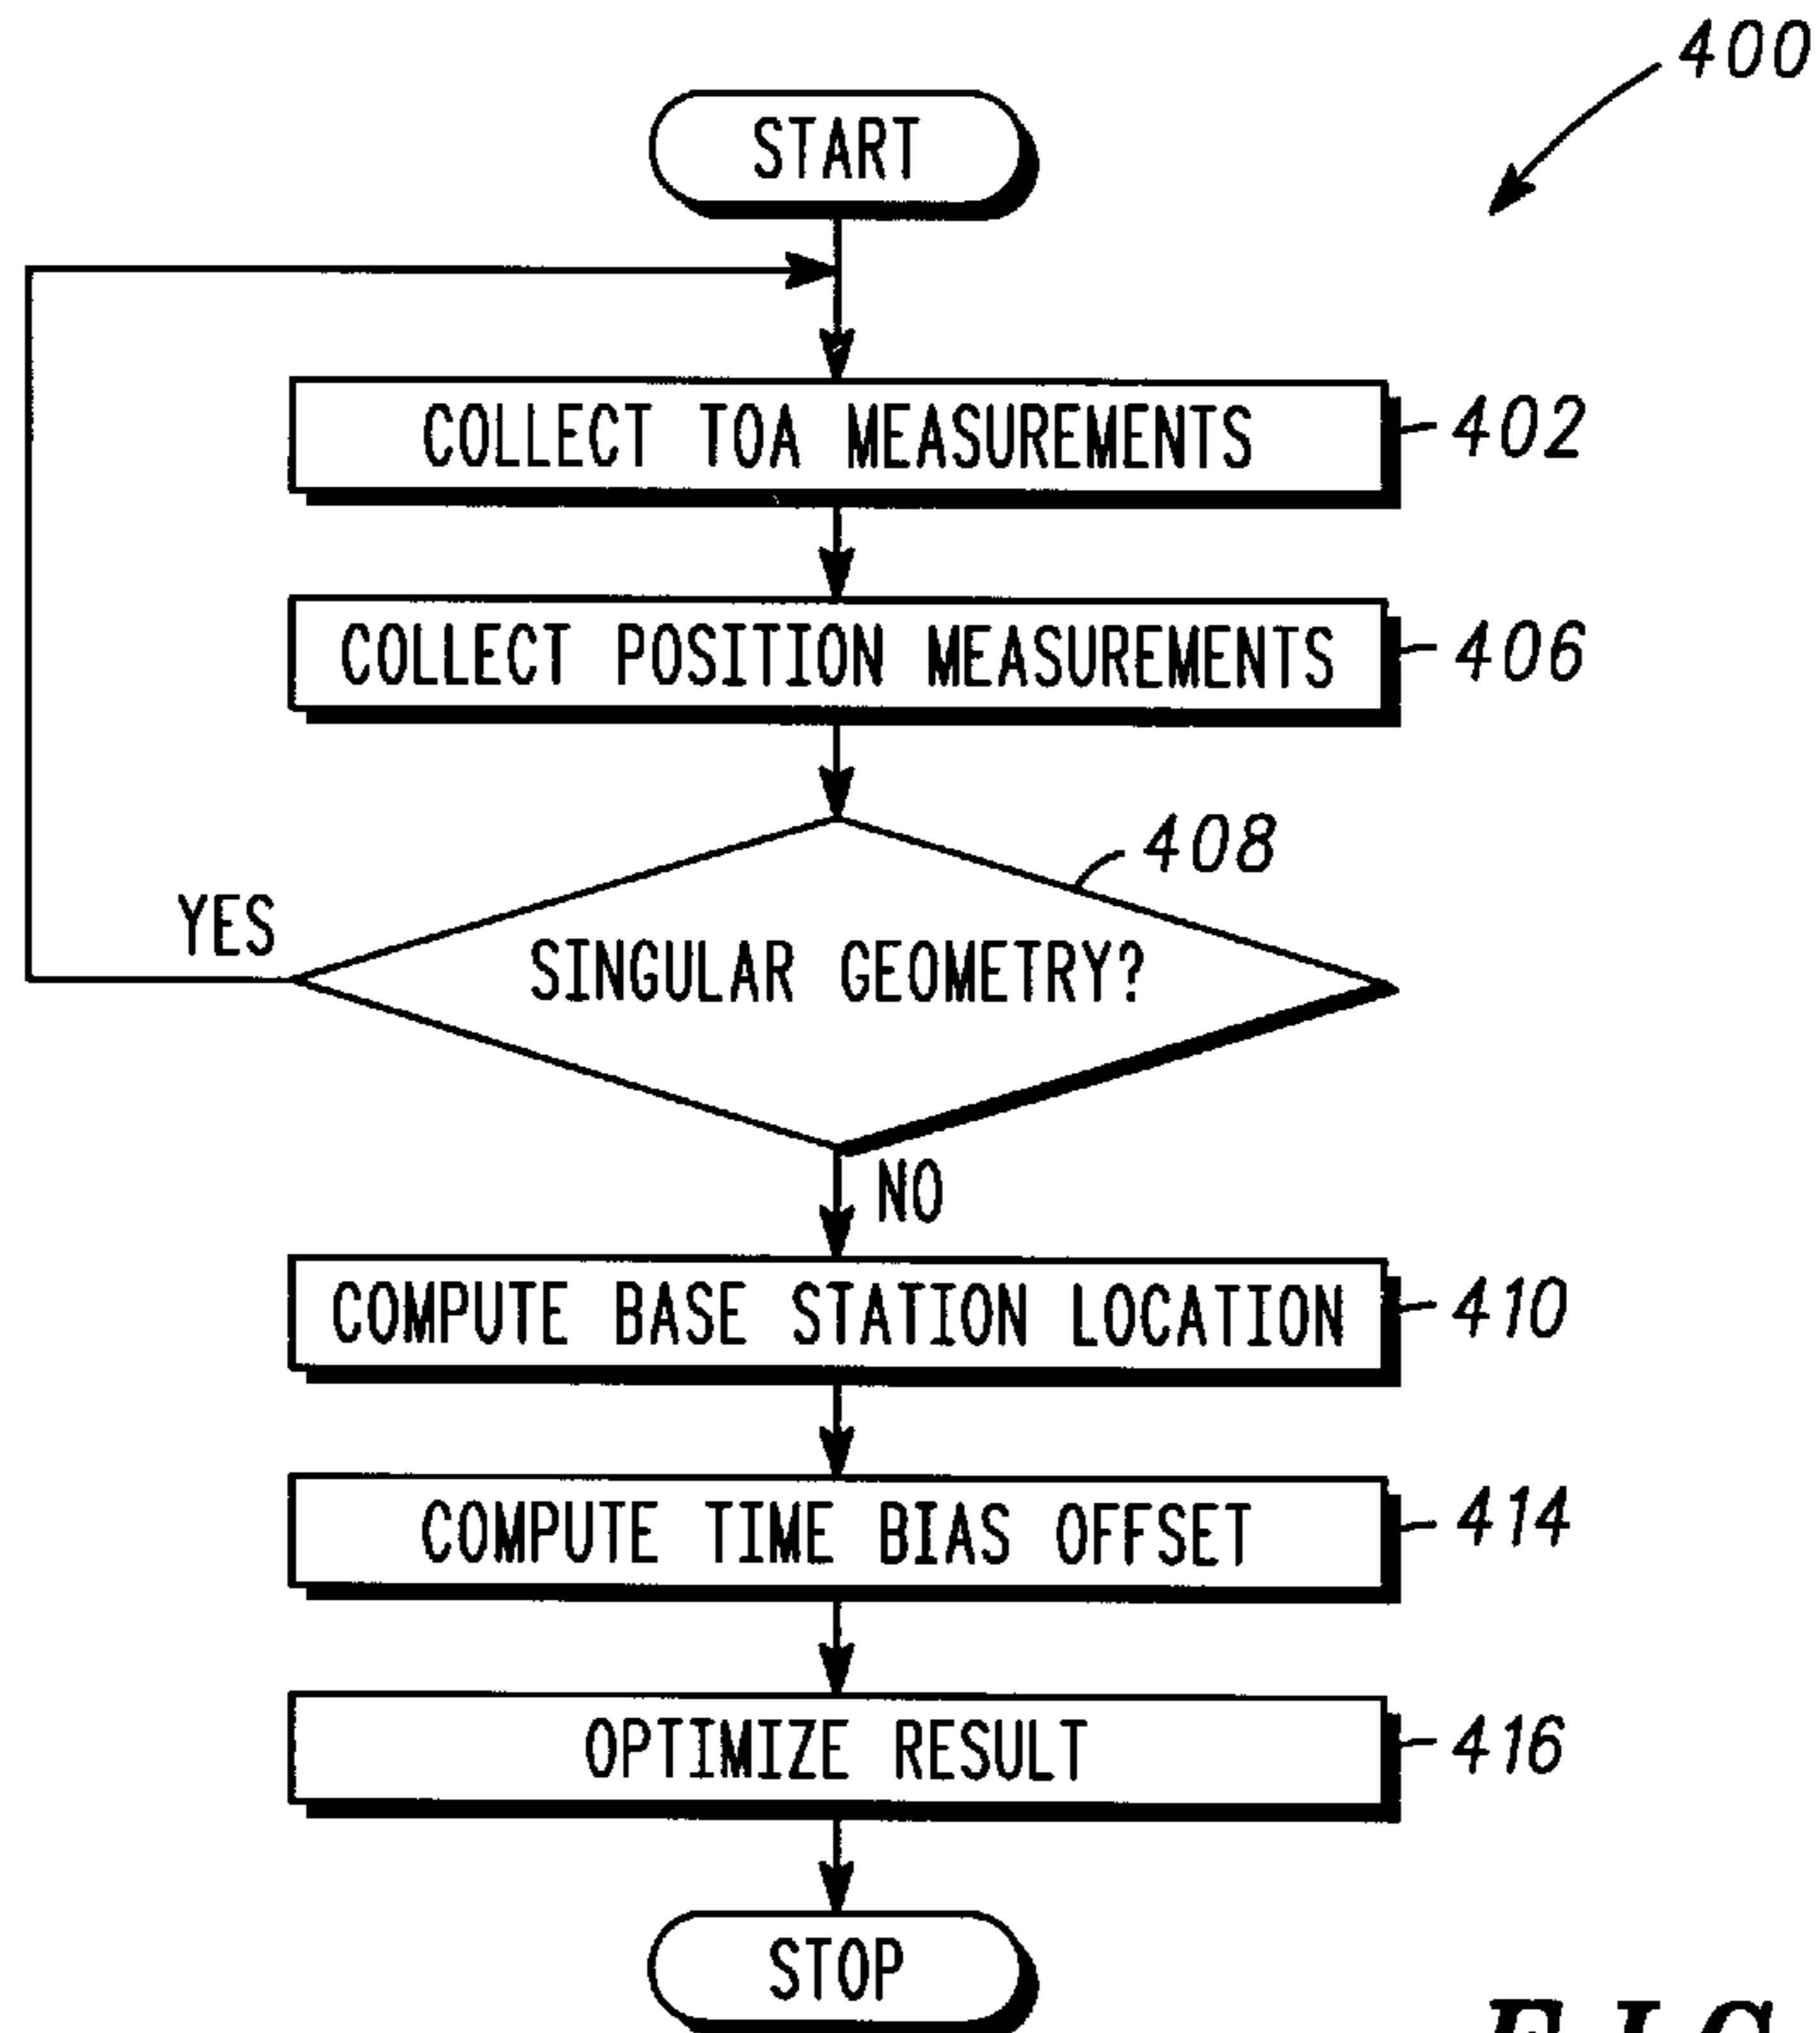 400
START
COLLECT TOA MEASUREMENTS
402
COLLECT POSITION MEASUREMENTS
406
408
YES
SINGULAR GEOMETRY?
NO
COMPUTE BASE STATION LOCATION
410
COMPUTE TIME BIAS OFFSET
414
OPTIMIZE RESULT
416
STOP